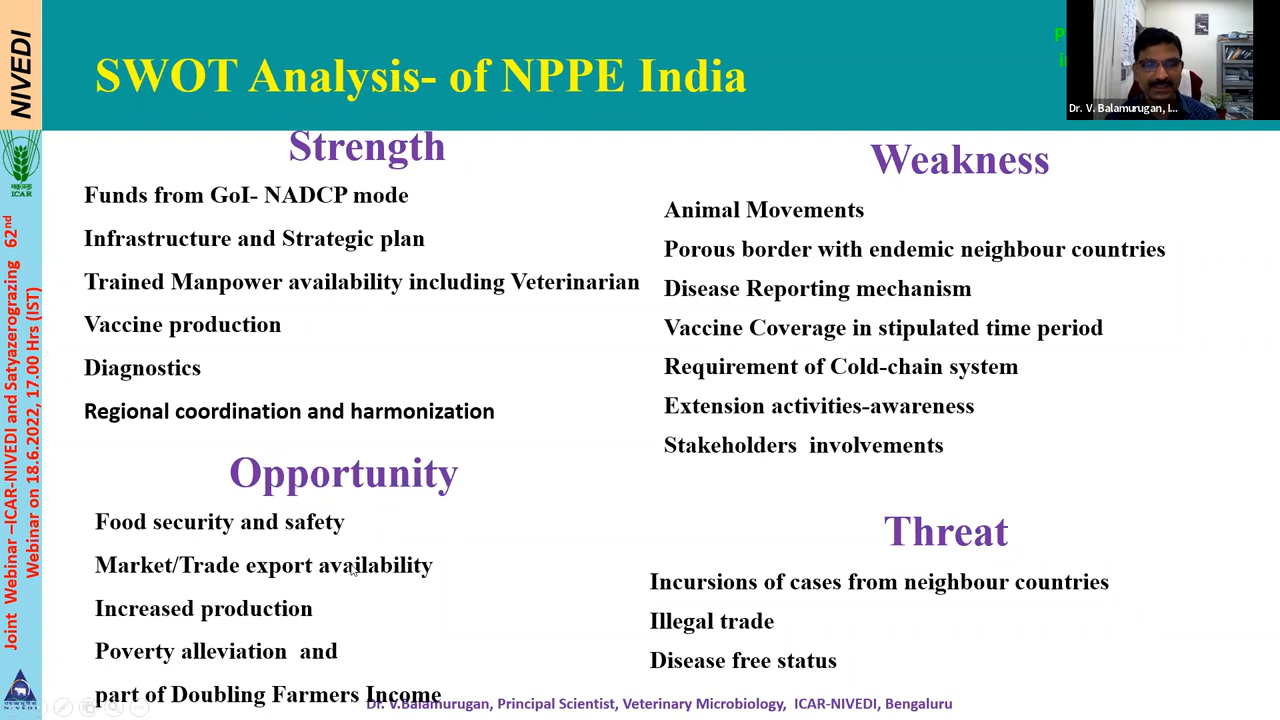 NIVEDI
ICAR
Joint Webinar –ICAR-NIVEDI and Satyazerograzing 62nd
Webinar on 18.6.2022, 17.00 Hrs (IST)
SWOT Analysis- of NPPE India
Dr. V. Balamurugan, I...
Strength
Funds from GoI- NADCP mode
Infrastructure and Strategic plan
Trained Manpower availability including Veterinarian
Vaccine production
Diagnostics
Regional coordination and harmonization
Weakness
Animal Movements
Porous border with endemic neighbour countries
Disease Reporting mechanism
Vaccine Coverage in stipulated time period
Requirement of Cold-chain system
Extension activities-awareness
Stakeholders involvements
Opportunity
Food security and safety
Market/Trade export availability
Increased production
Poverty alleviation and
part of Doubling Farmers Income
Threat
Incursions of cases from neighbour countries
Illegal trade
Disease free status
Dr. V.Balamurugan, Principal Scientist, Veterinary Microbiology, ICAR-NIVEDI, Bengaluru